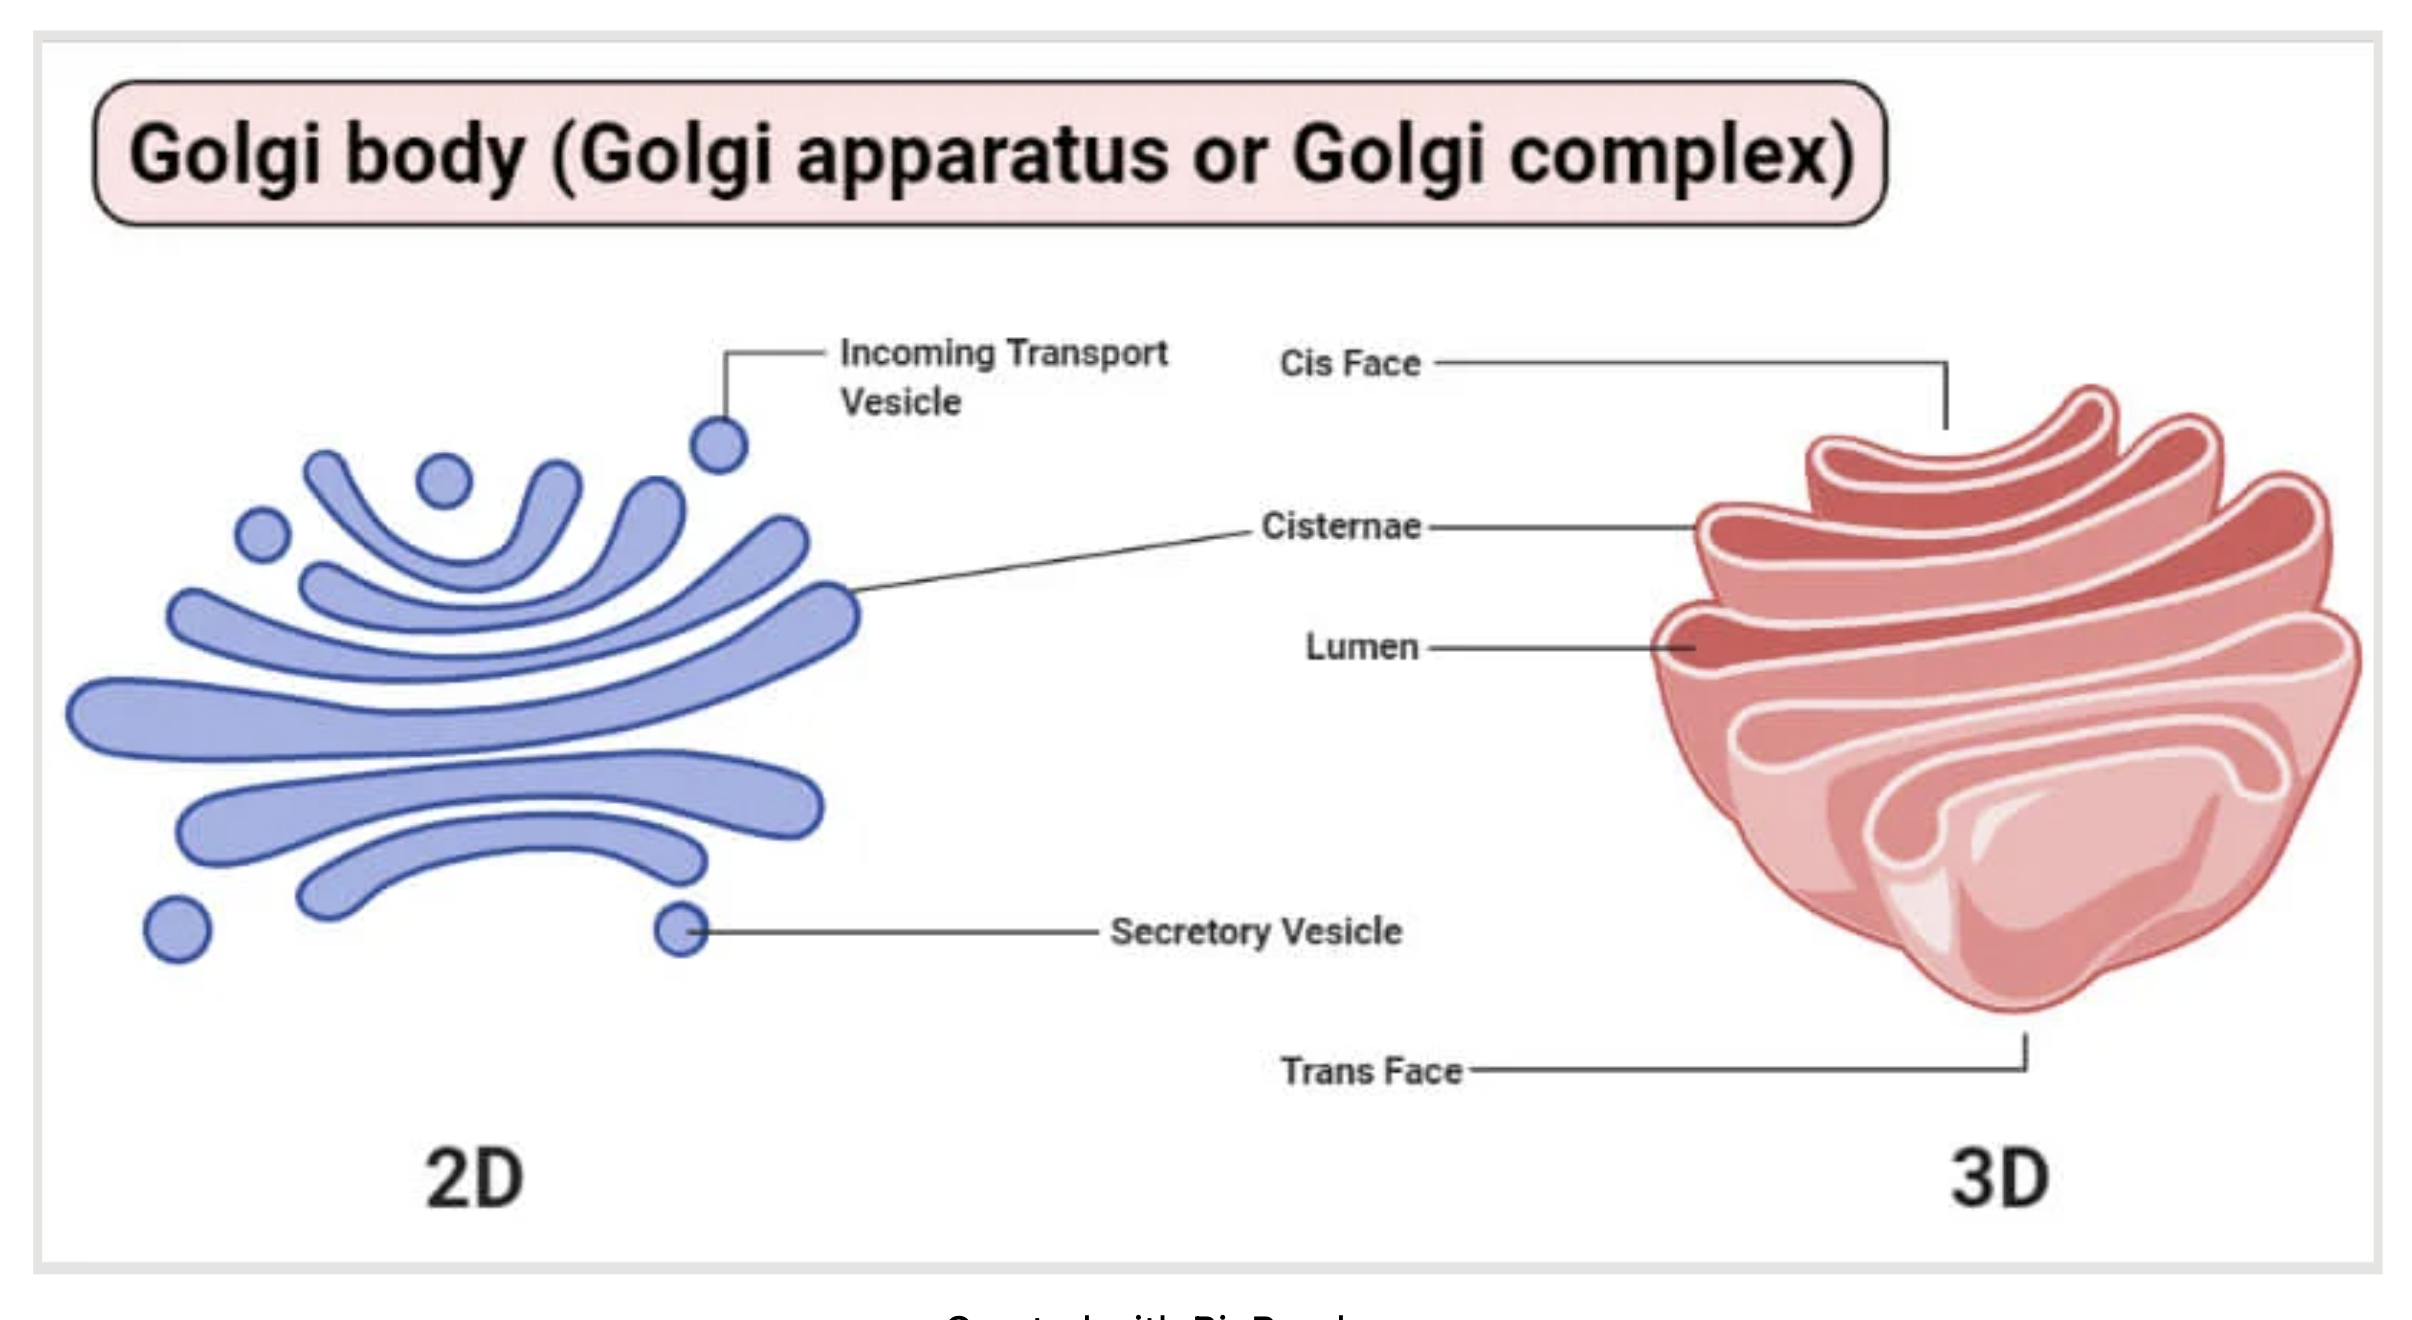 Golgi body (Golgi apparatus or Golgi complex)
Incoming Transport
Vesicle
Cis Face
Cisternae
Lumen
Secretory Vesicle
Trans Face
2D
3D